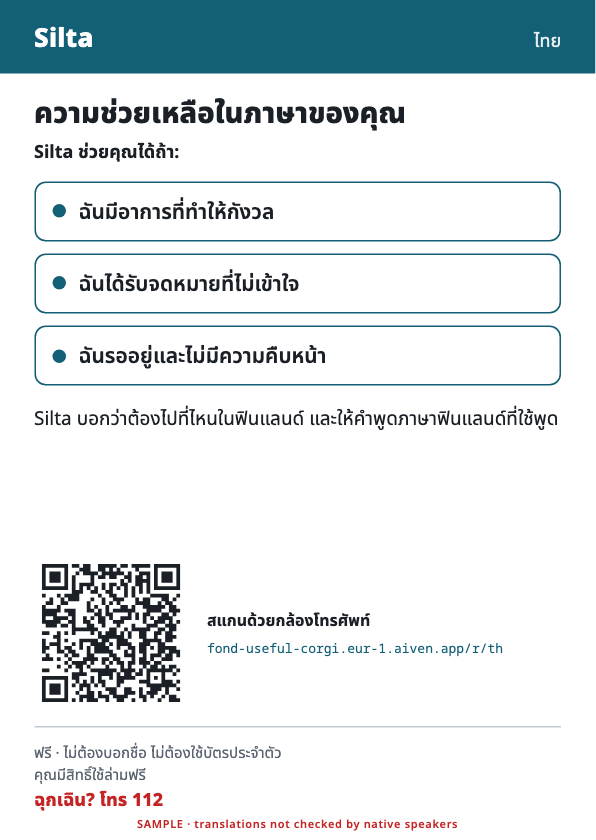 Silta
ไทย
ความช่วยเหลือในภาษาของคุณ
Silta ช่วยคุณได้ถ้า:
ฉันมีอาการที่ทำให้กังวล
ฉันได้รับจดหมายที่ไม่เข้าใจ
ฉันรออยู่และไม่มีความคืบหน้า
Silta บอกว่าต้องไปที่ไหนในฟินแลนด์ และให้คำพูดภาษาฟินแลนด์ที่ใช้พูด
สแกนด้วยกล้องโทรศัพท์
fond-useful-corgi.eur-1.aiven.app/r/th
ฟรี · ไม่ต้องบอกชื่อ ไม่ต้องใช้บัตรประจำตัว
คุณมีสิทธิ์ใช้ล่ามฟรี
ฉุกเฉิน? โทร 112
SAMPLE · translations not checked by native speakers